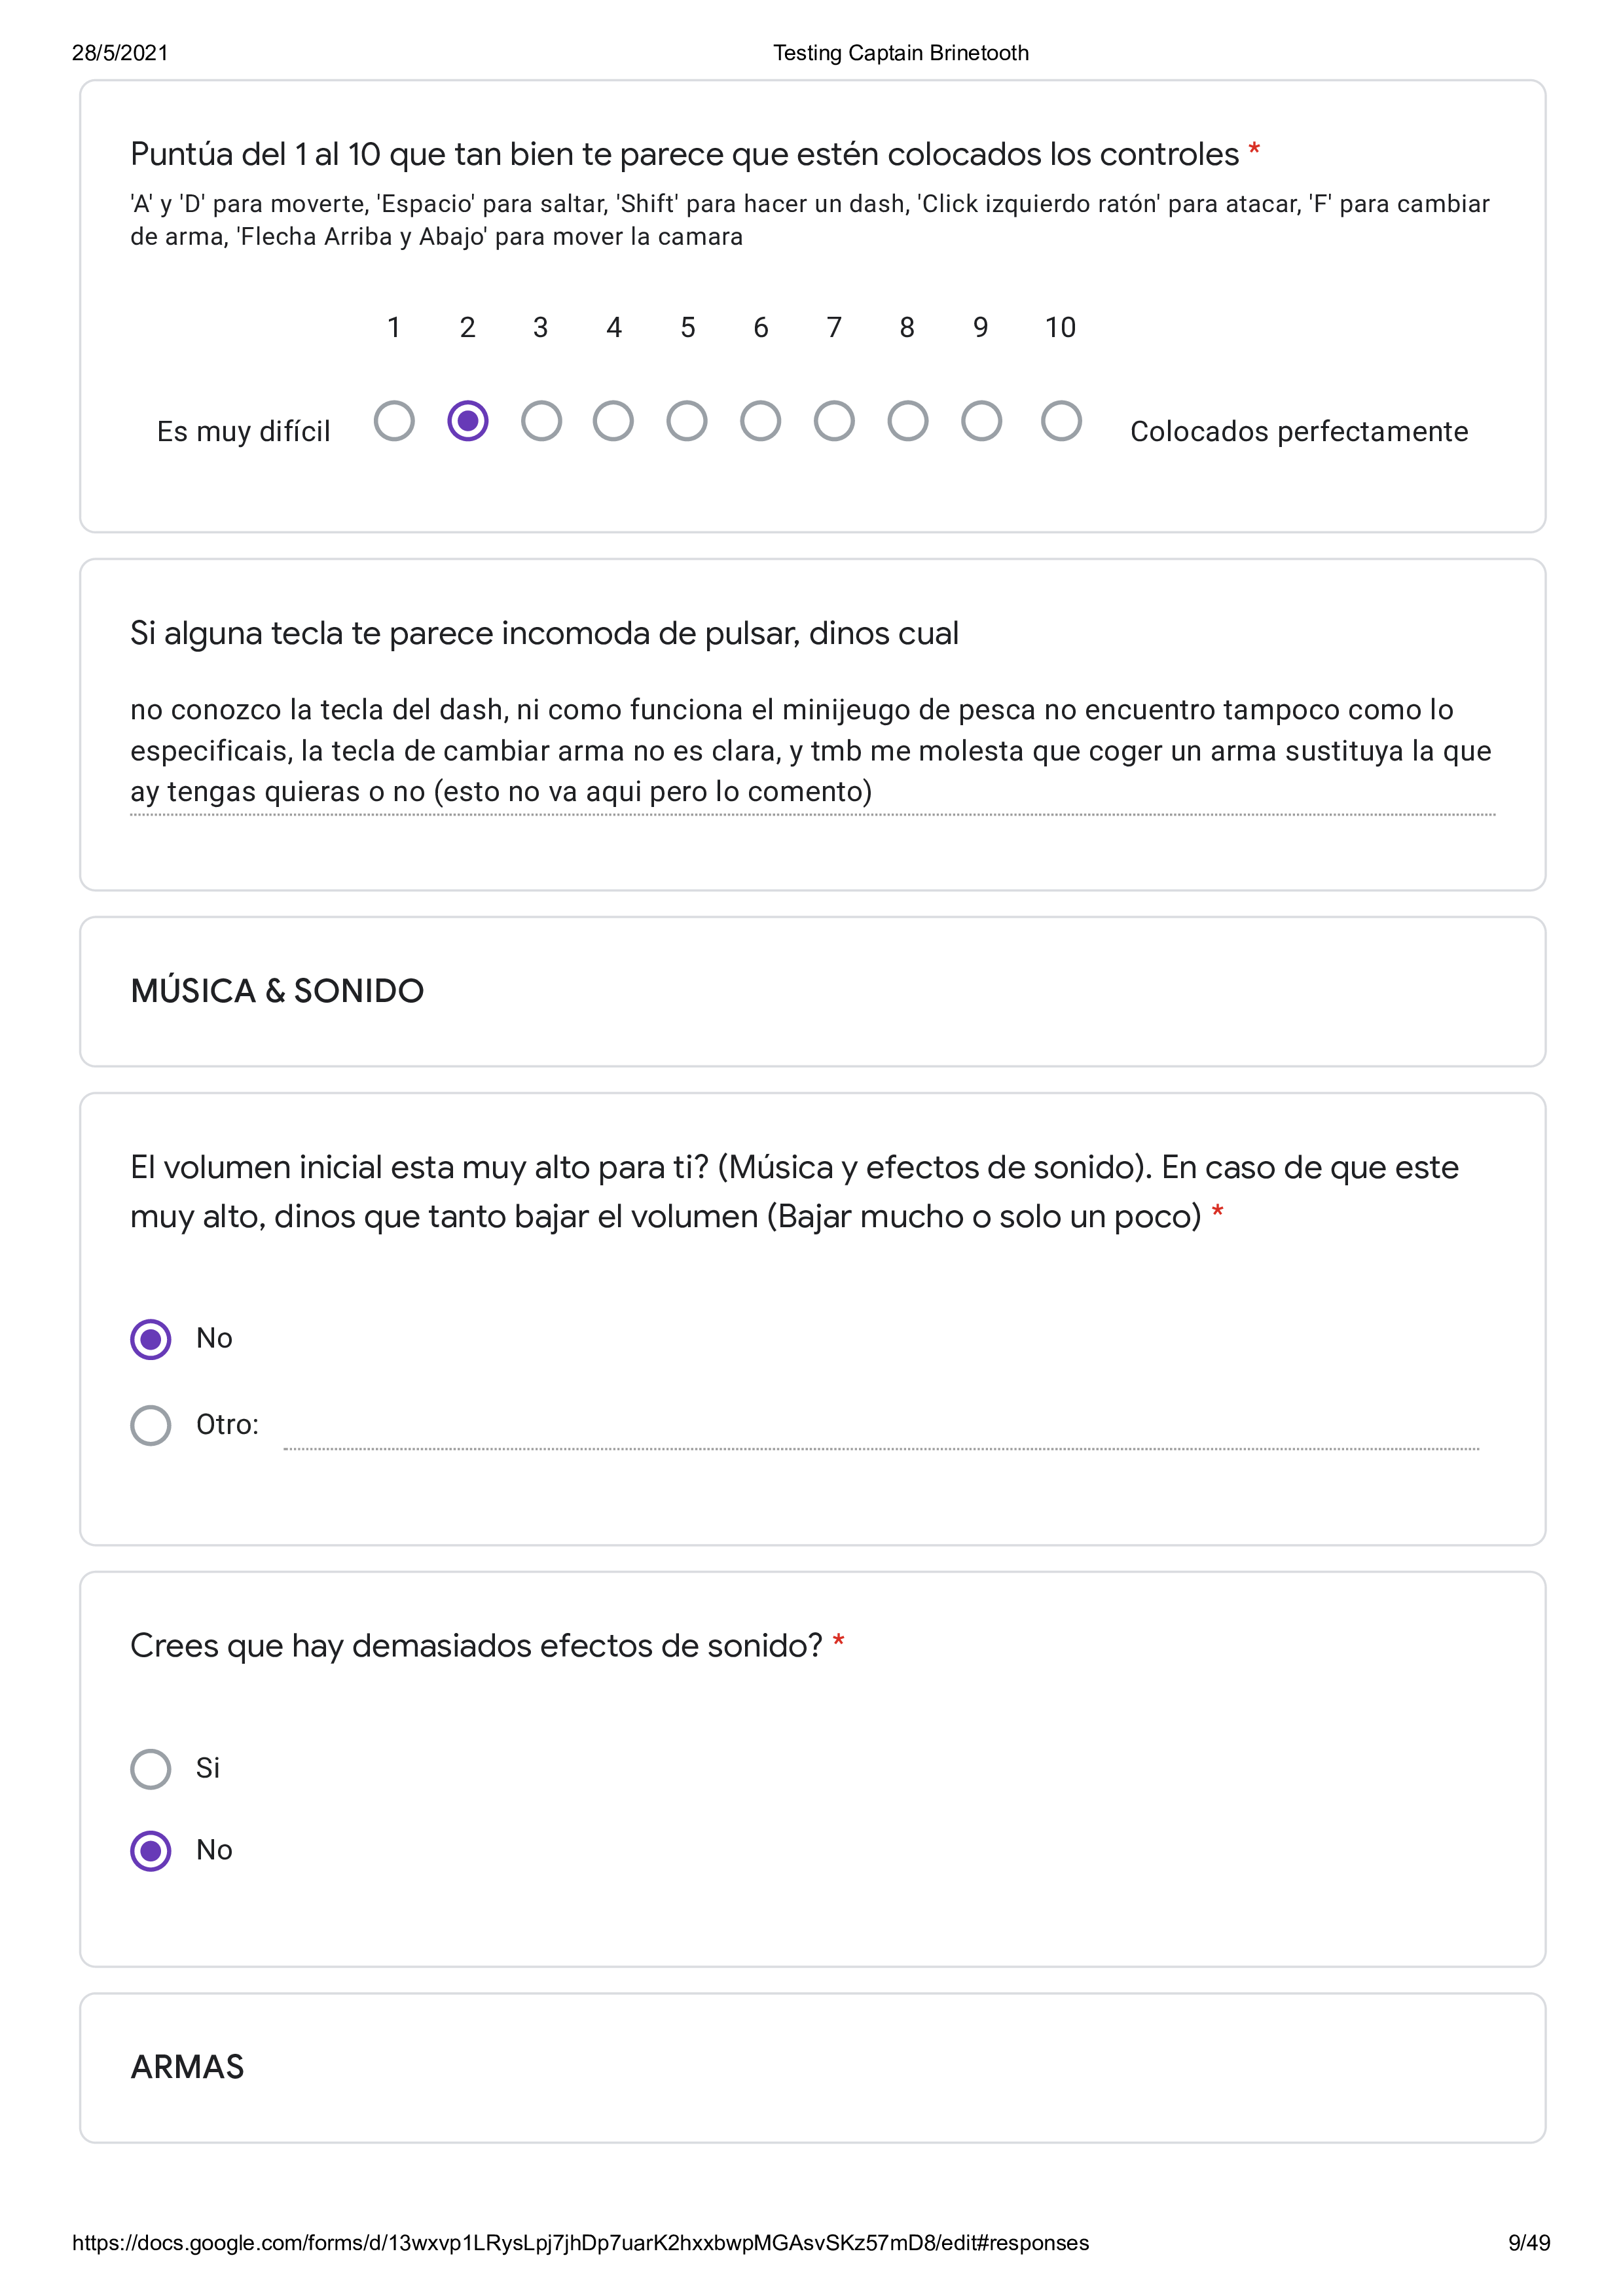 28/5/2021 Testing Captain Brinetooth
Puntúa del 1 al 10 que tan bien te parece que estén colocados los controles *
'A' y 'D' para moverte, 'Espacio' para saltar, 'Shift' para hacer un dash, 'Click izquierdo ratón' para atacar, 'F' para cambiar
de arma, 'Flecha Arriba y Abajo' para mover la camara
1 2 3 4 5 6 7 8 9 10
Es muy difícil Colocados perfectamente
Si alguna tecla te parece incomoda de pulsar, dinos cual
no conozco la tecla del dash, ni como funciona el minijeugo de pesca no encuentro tampoco como lo
especificais, la tecla de cambiar arma no es clara, y tmb me molesta que coger un arma sustituya la que
ay tengas quieras o no (esto no va aqui pero lo comento)
MÚSICA & SONIDO
El volumen inicial esta muy alto para ti? (Música y efectos de sonido). En caso de que este
muy alto, dinos que tanto bajar el volumen (Bajar mucho o solo un poco) *
No
Otro:
Crees que hay demasiados efectos de sonido? *
Si
No
ARMAS
https://docs.google.com/forms/d/13wxvp1LRysLpj7jhDp7uarK2hxxbwpMGAsvSKz57mD8/edit#responses 9/49